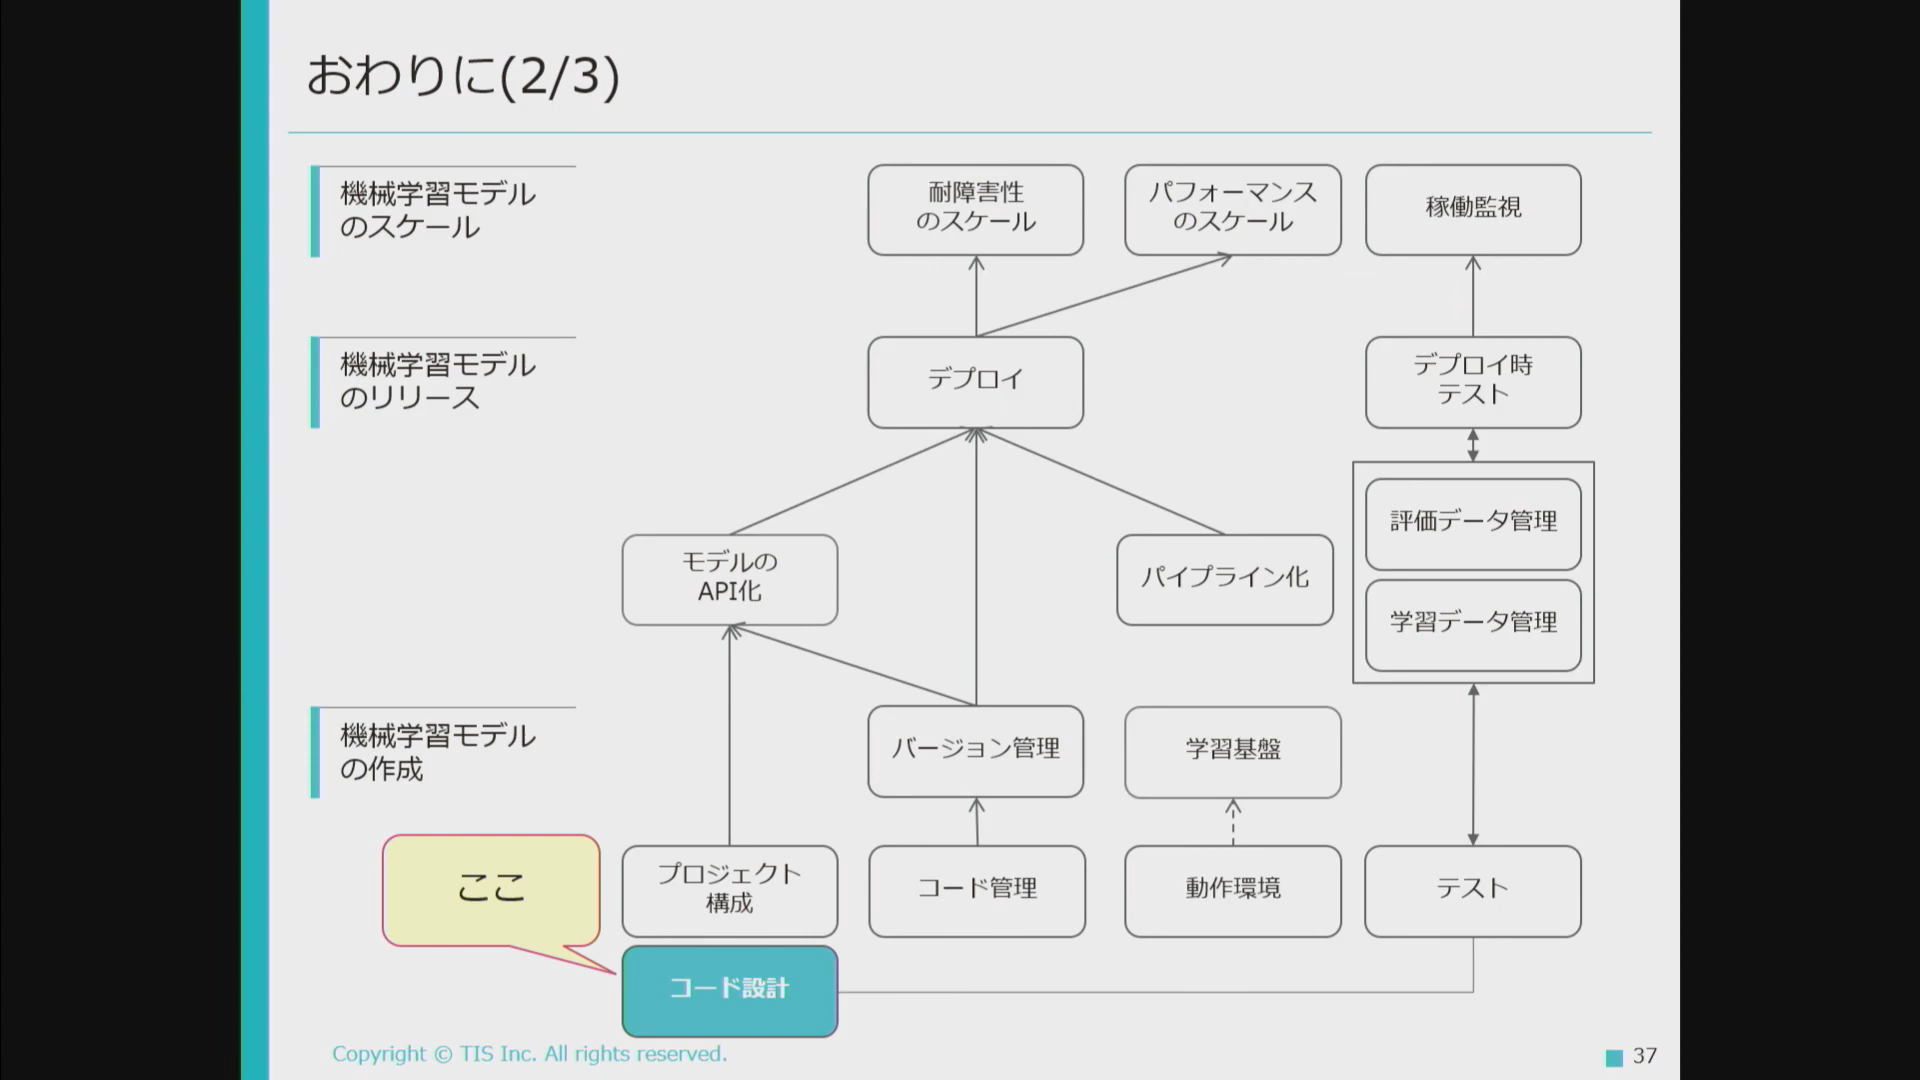 おわりに(2/3)
機械学習モデル
のスケール
耐障害性
のスケール
パフォーマンス
のスケール
稼働監視
機械学習モデル
のリリース
デプロイ
デプロイ時
テスト
評価データ管理
モデルの
API化
パイプライン化
学習データ管理
機械学習モデル
の作成
バージョン管理
学習基盤
ここ
プロジェクト
構成
コード管理
動作環境
テスト
コード設計
Copyright © TIS Inc. All rights reserved.
37